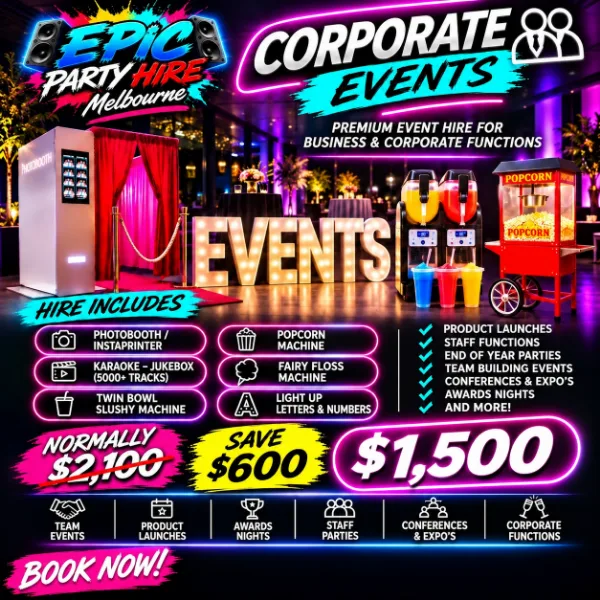 EPIC
PARTY HIRE
Melbourne
CORPORATE
EVENTS
PREMIUM EVENT HIRE FOR
BUSINESS & CORPORATE FUNCTIONS
PHOTOBOOTH
EVENTS
POPCORN
POPCORN
HIRE INCLUDES
PHOTOBOOTH /
INSTAPRINTER
KARAOKE – JUKEBOX
(5000+ TRACKS)
TWIN BOWL
SLUSHY MACHINE
POPCORN
MACHINE
FAIRY FLOSS
MACHINE
A
LIGHT UP
LETTERS & NUMBERS
PRODUCT LAUNCHES
STAFF FUNCTIONS
END OF YEAR PARTIES
TEAM BUILDING EVENTS
CONFERENCES & EXPO'S
AWARDS NIGHTS
AND MORE!
NORMALLY
$2,100
SAVE
$600
$1,500
TEAM
EVENTS
PRODUCT
LAUNCHES
AWARDS
NIGHTS
STAFF
PARTIES
CONFERENCES
& EXPO'S
CORPORATE
FUNCTIONS
BOOK NOW!